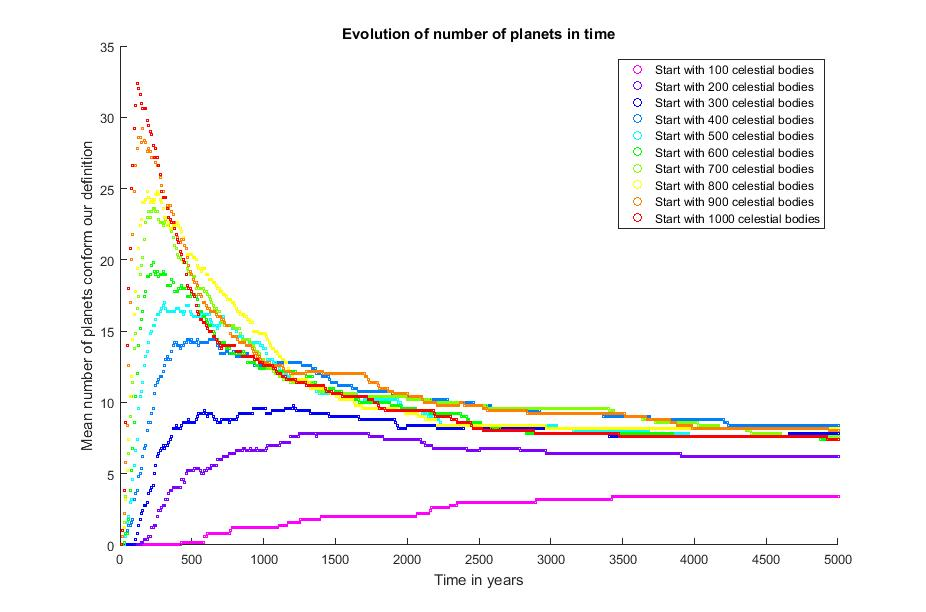 Evolution of number of planets in time
Mean number of planets conform our definition
35
30
25
20
15
10
5
0
Start with 100 celestial bodies
Start with 200 celestial bodies
Start with 300 celestial bodies
Start with 400 celestial bodies
Start with 500 celestial bodies
Start with 600 celestial bodies
Start with 700 celestial bodies
Start with 800 celestial bodies
Start with 900 celestial bodies
Start with 1000 celestial bodies
0 500 1000 1500 2000 2500 3000 3500 4000 4500 5000
Time in years